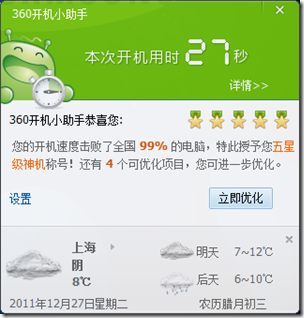 360开机小助手
本次开机用时 27 秒
详情>>
360开机小助手恭喜您:
您的开机速度击败了全国 99% 的电脑，特此授予您五星
级神机称号！还有 4 个可优化项目，您可进一步优化。
设置
立即优化
上海
阴
8℃
明天 7~12℃
后天 6~10℃
2011年12月27日星期二
农历腊月初三